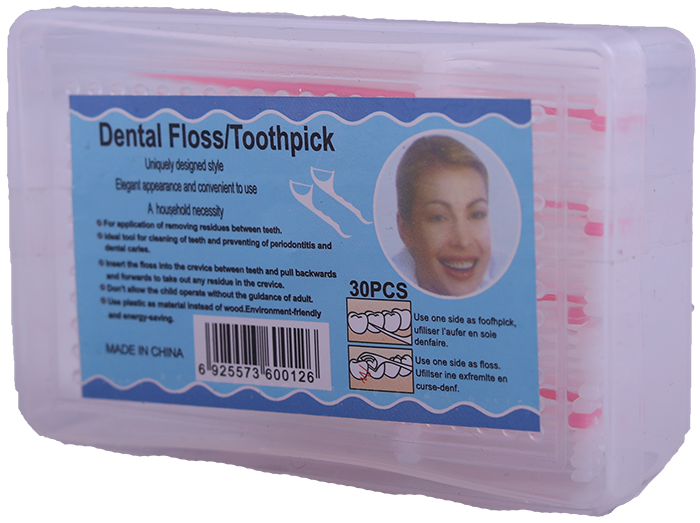 Dental Floss/Toothpick
Uniquely designed style
Elegant appearance and convenient to use
A household necessity
For application of removing residues between teeth.
Ideal tool for cleaning of teeth and preventing of periodontitis and
dental caries.
Insert the floss into the crevice between teeth and pull backwards
and forwards to take out any residue in the crevice.
Don't allow the child operate without the guidance of adult.
Use plastic as material instead of wood.Environment-friendly
and energy-saving.
MADE IN CHINA
6 925573 600126
30PCS
Use one side as foofhpick,
ufiliser l'aufer en soie
denfaire.
Use one side as floss.
Ufiliser ine exfremite en
curse-denf.